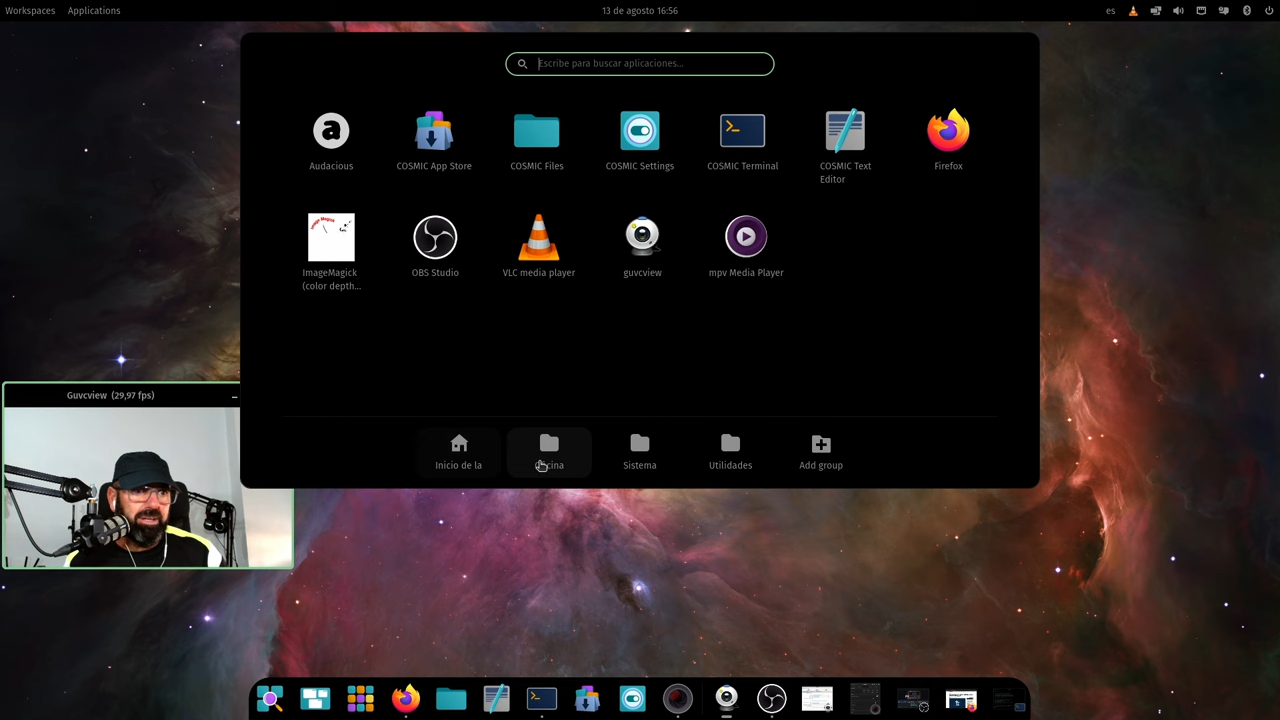 Workspaces Applications 13 de agosto 16:56 es
Escribe para buscar aplicaciones...
Audacious COSMIC App Store COSMIC Files COSMIC Settings COSMIC Terminal COSMIC Text Firefox
Editor
ImageMagick OBS Studio VLC media player guvcview mpv Media Player
(color depth...
Guvcview (29,97 fps)
Inicio de la Oficina Sistema Utilidades Add group